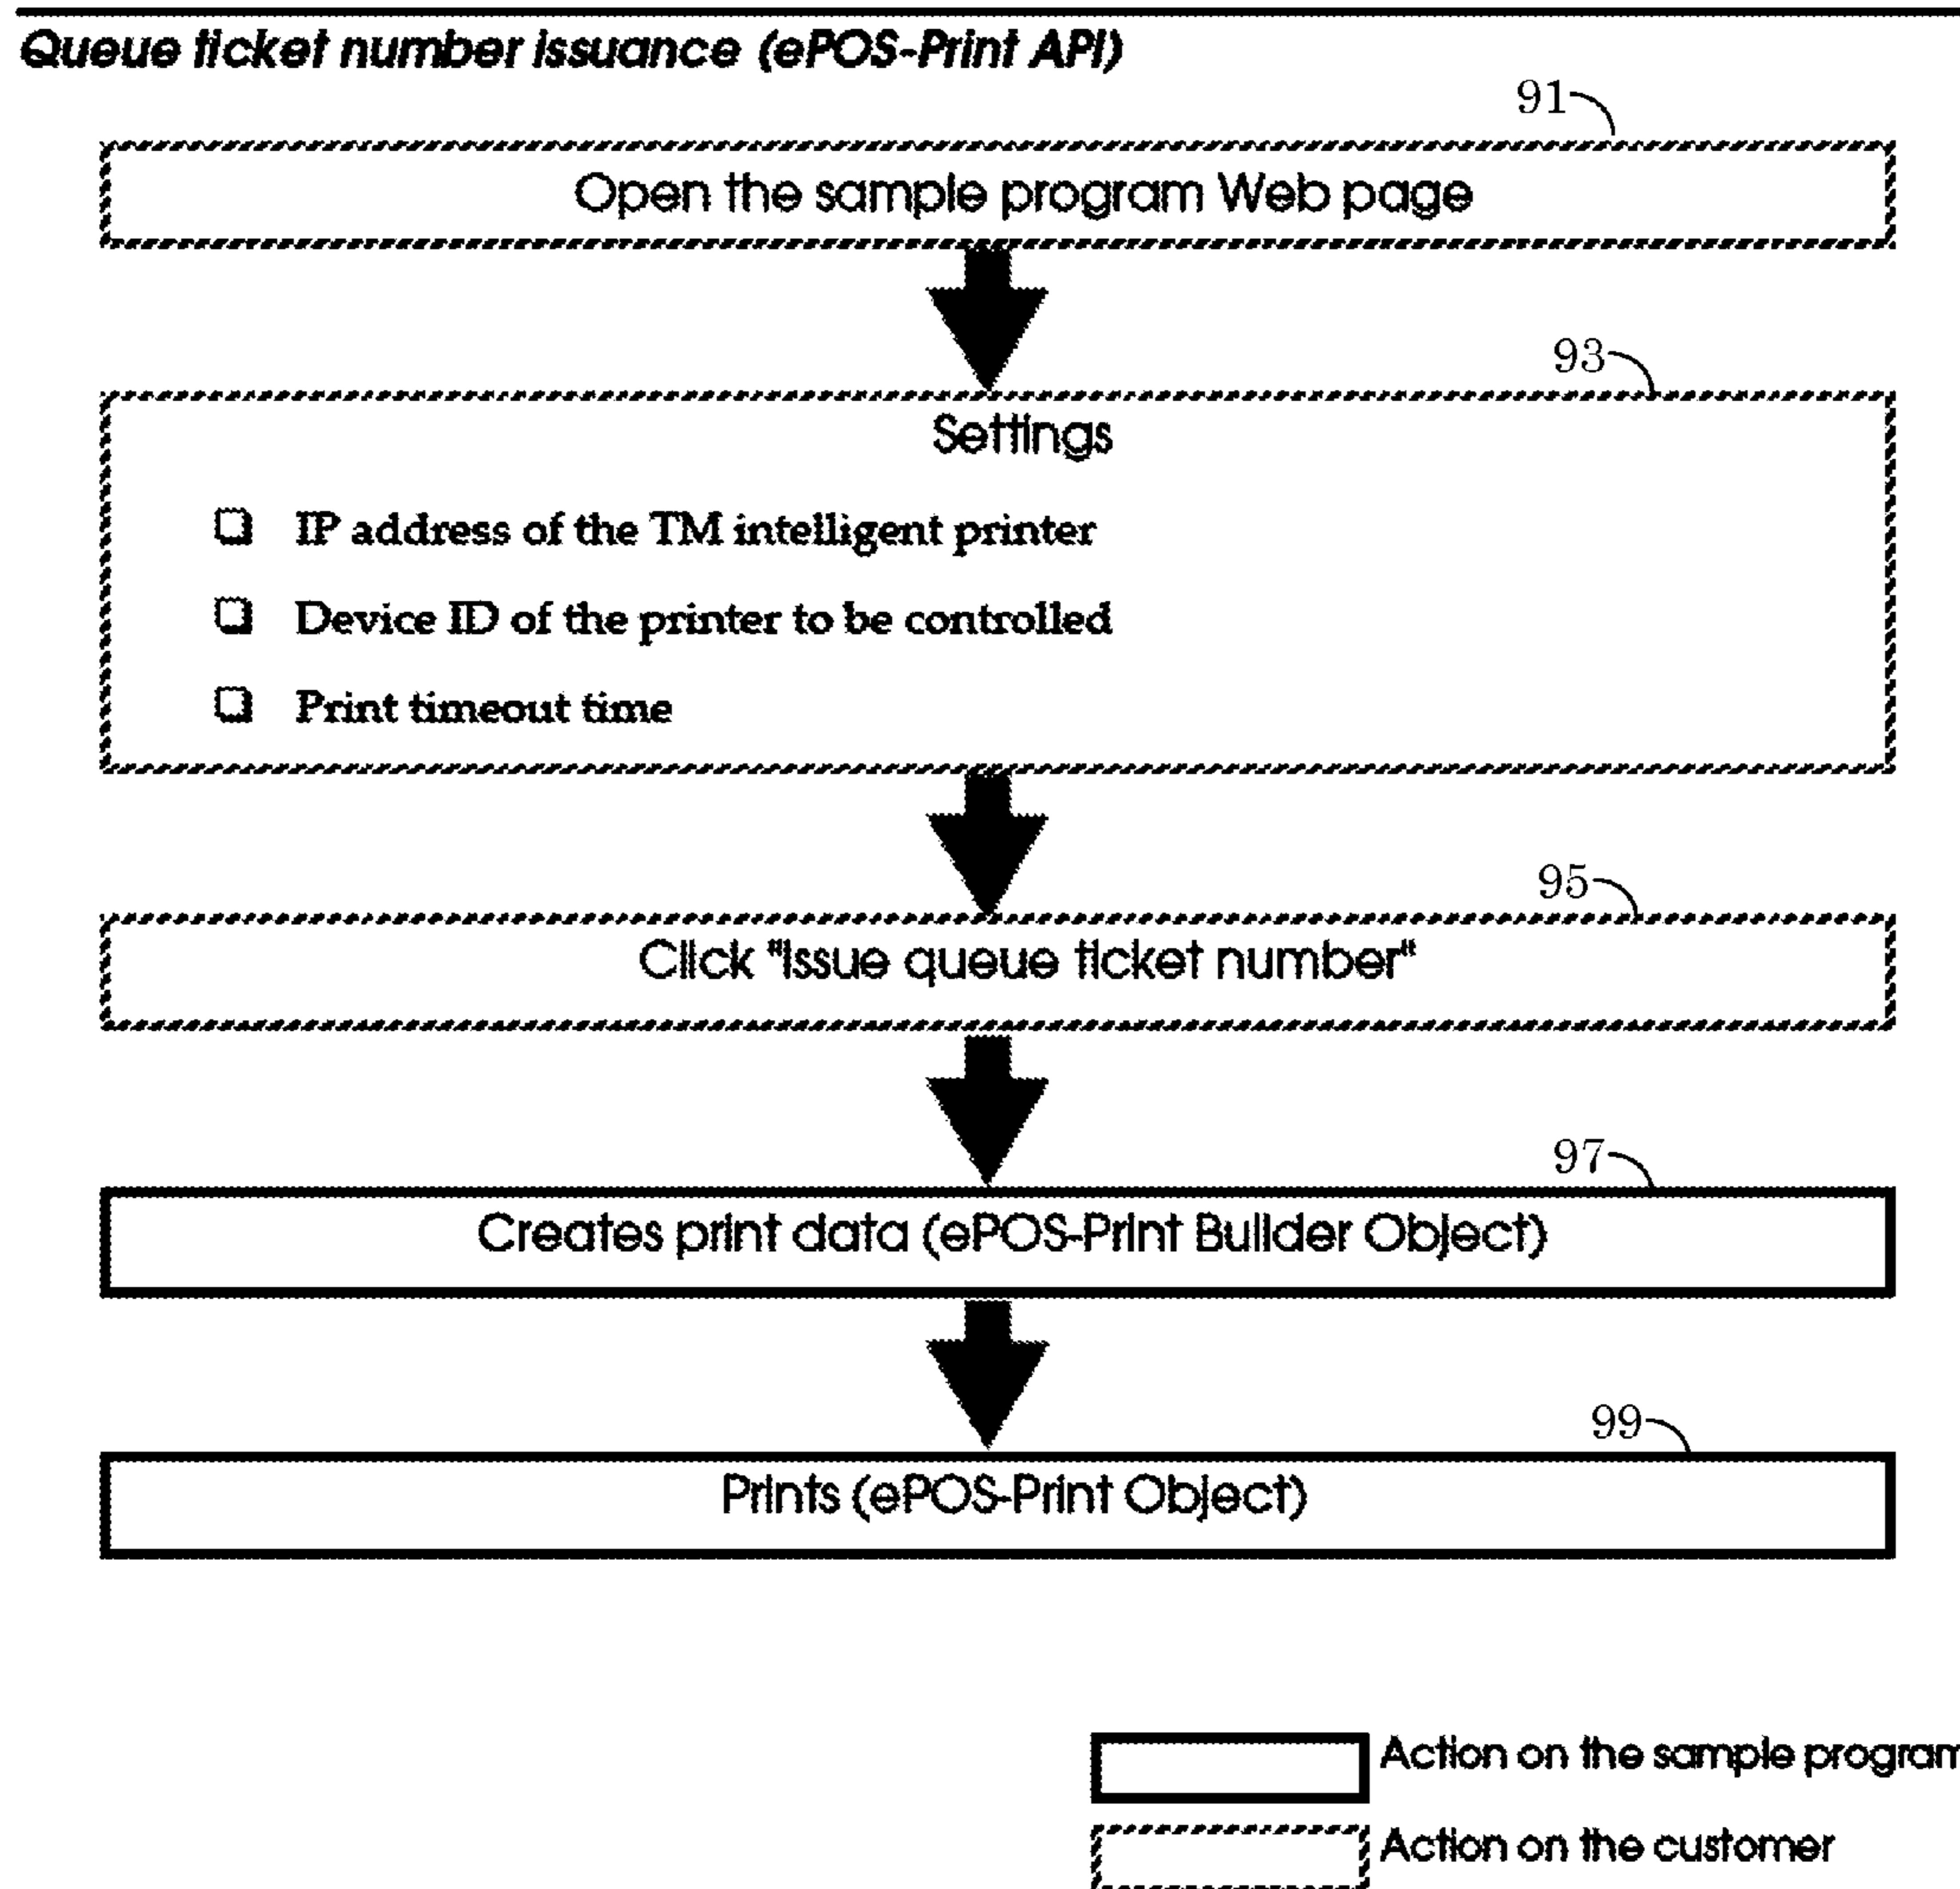 Queue ticket number issuance (ePOS-Print API)
91
Open the sample program Web page
93
Settings
IP address of the TM intelligent printer
Device ID of the printer to be controlled
Print timeout time
95
Click "Issue queue ticket number"
97
Creates print data (ePOS-Print Builder Object)
99
Prints (ePOS-Print Object)
Action on the sample program
Action on the customer